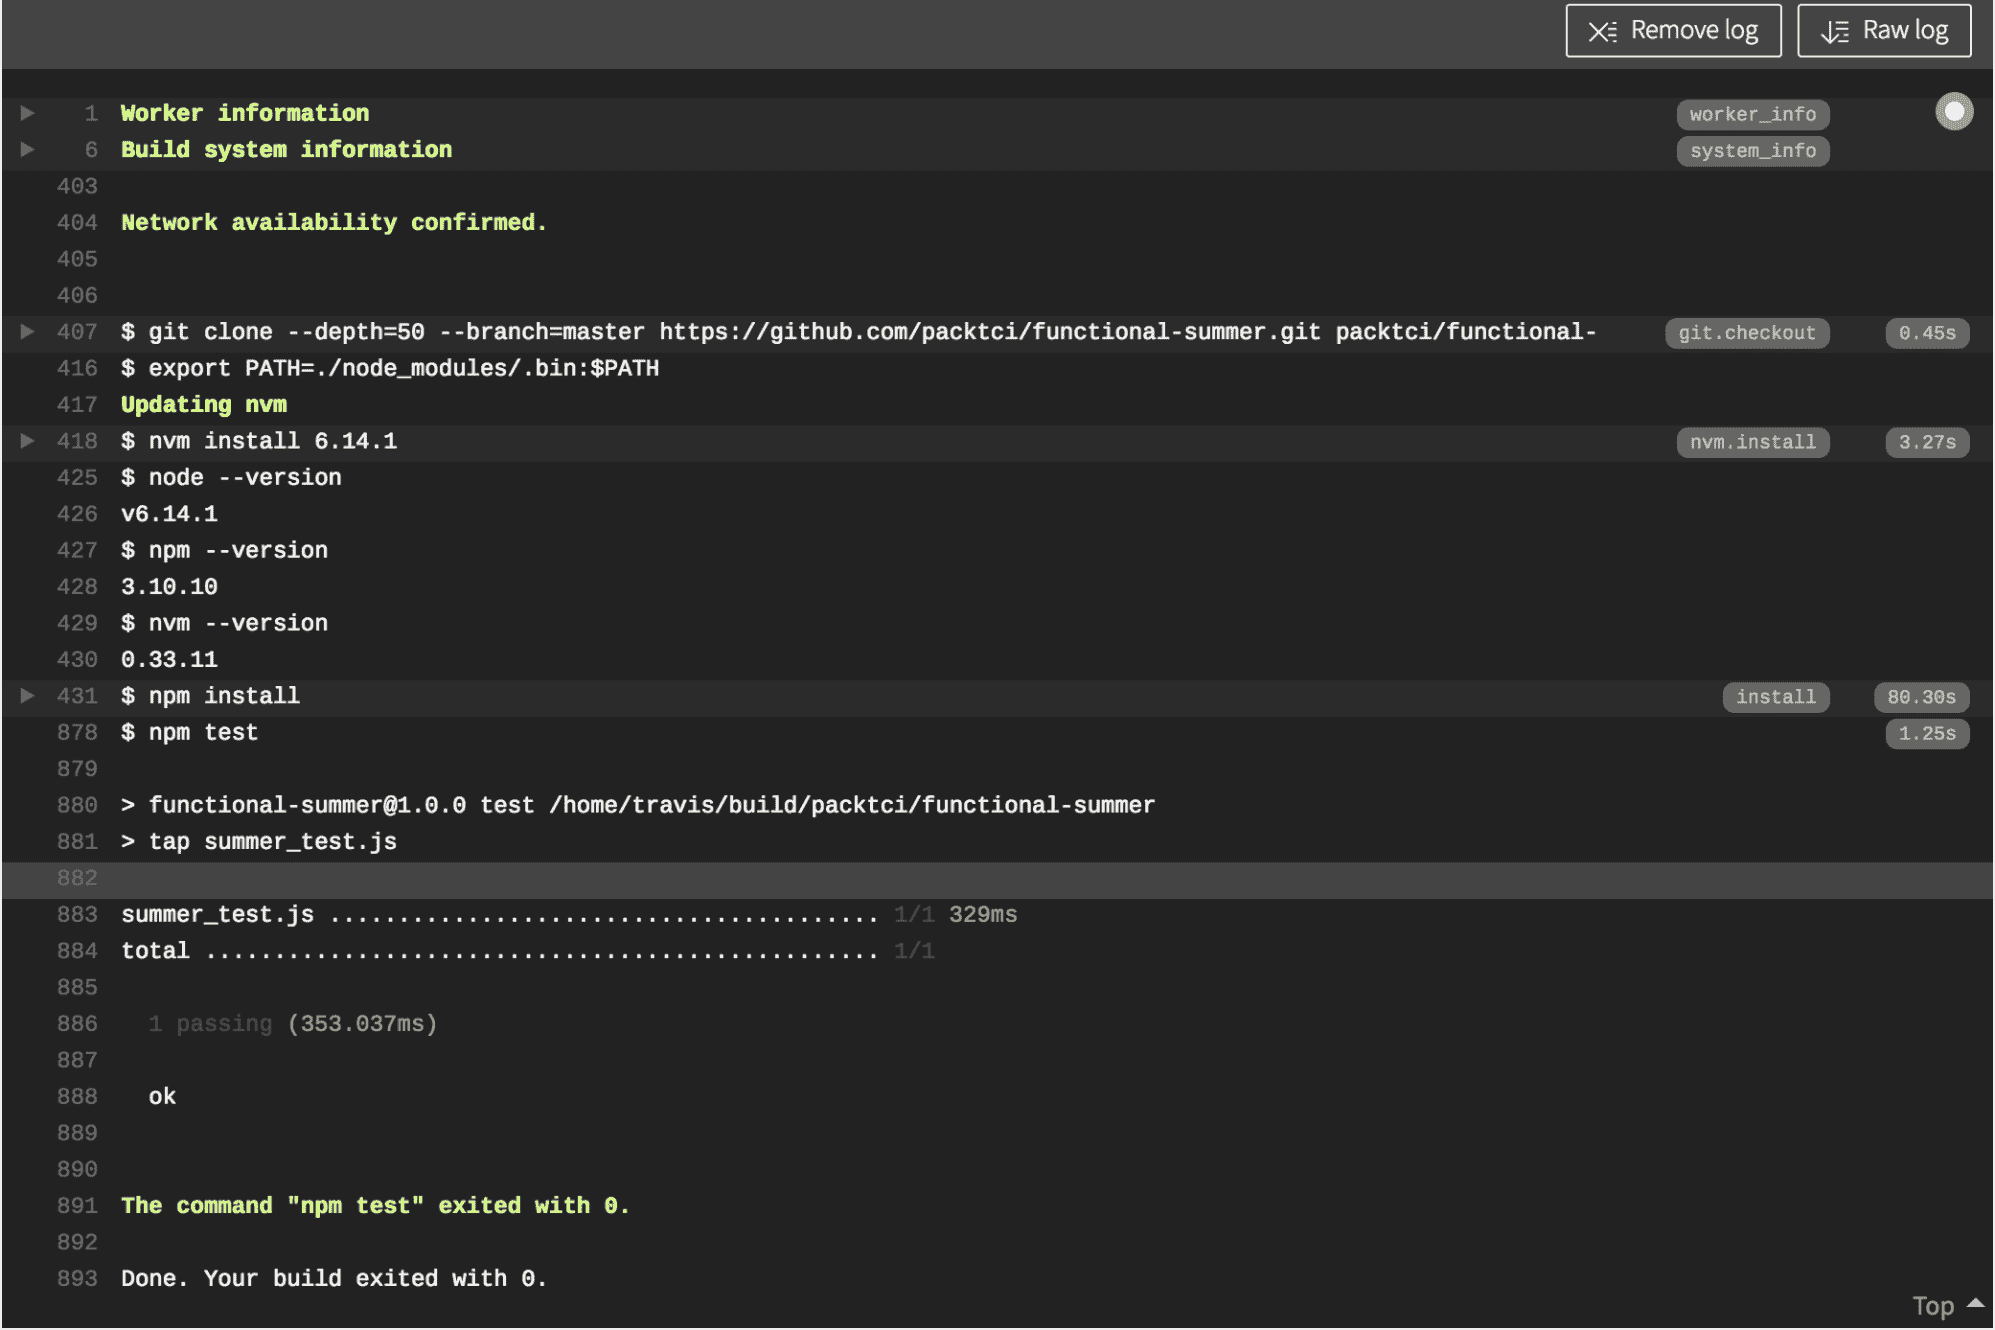 Remove log Raw log
1 Worker information worker_info
6 Build system information system_info
403
404 Network availability confirmed.
405
406
407 $ git clone --depth=50 --branch=master https://github.com/packtci/functional-summer.git packtci/functional- git.checkout 0.45s
416 $ export PATH=./node_modules/.bin:$PATH
417 Updating nvm
418 $ nvm install 6.14.1 nvm.install 3.27s
425 $ node --version
426 v6.14.1
427 $ npm --version
428 3.10.10
429 $ nvm --version
430 0.33.11
431 $ npm install install 80.30s
878 $ npm test 1.25s
879
880 > functional-summer@1.0.0 test /home/travis/build/packtci/functional-summer
881 > tap summer_test.js
882
883 summer_test.js ........................................ 1/1 329ms
884 total ................................................. 1/1
885
886 1 passing (353.037ms)
887
888 ok
889
890
891 The command "npm test" exited with 0.
892
893 Done. Your build exited with 0.
Top